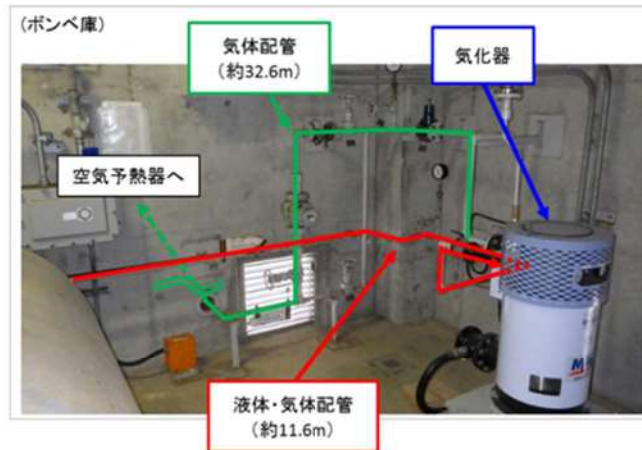 (ボンベ庫)
気体配管
(約32.6m)
気化器
空気予熱器へ
液体・気体配管
(約11.6m)